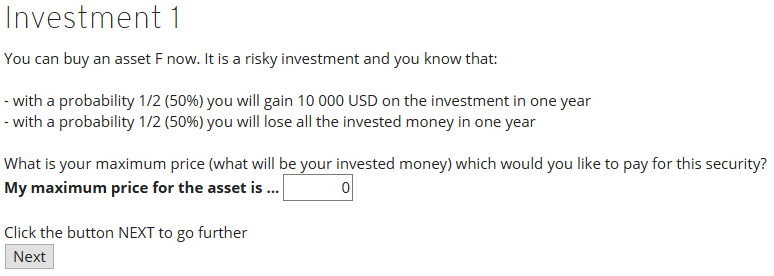 Investment 1
You can buy an asset F now. It is a risky investment and you know that:
- with a probability 1/2 (50%) you will gain 10 000 USD on the investment in one year
- with a probability 1/2 (50%) you will lose all the invested money in one year
What is your maximum price (what will be your invested money) which would you like to pay for this security?
My maximum price for the asset is ... 0
Click the button NEXT to go further
Next